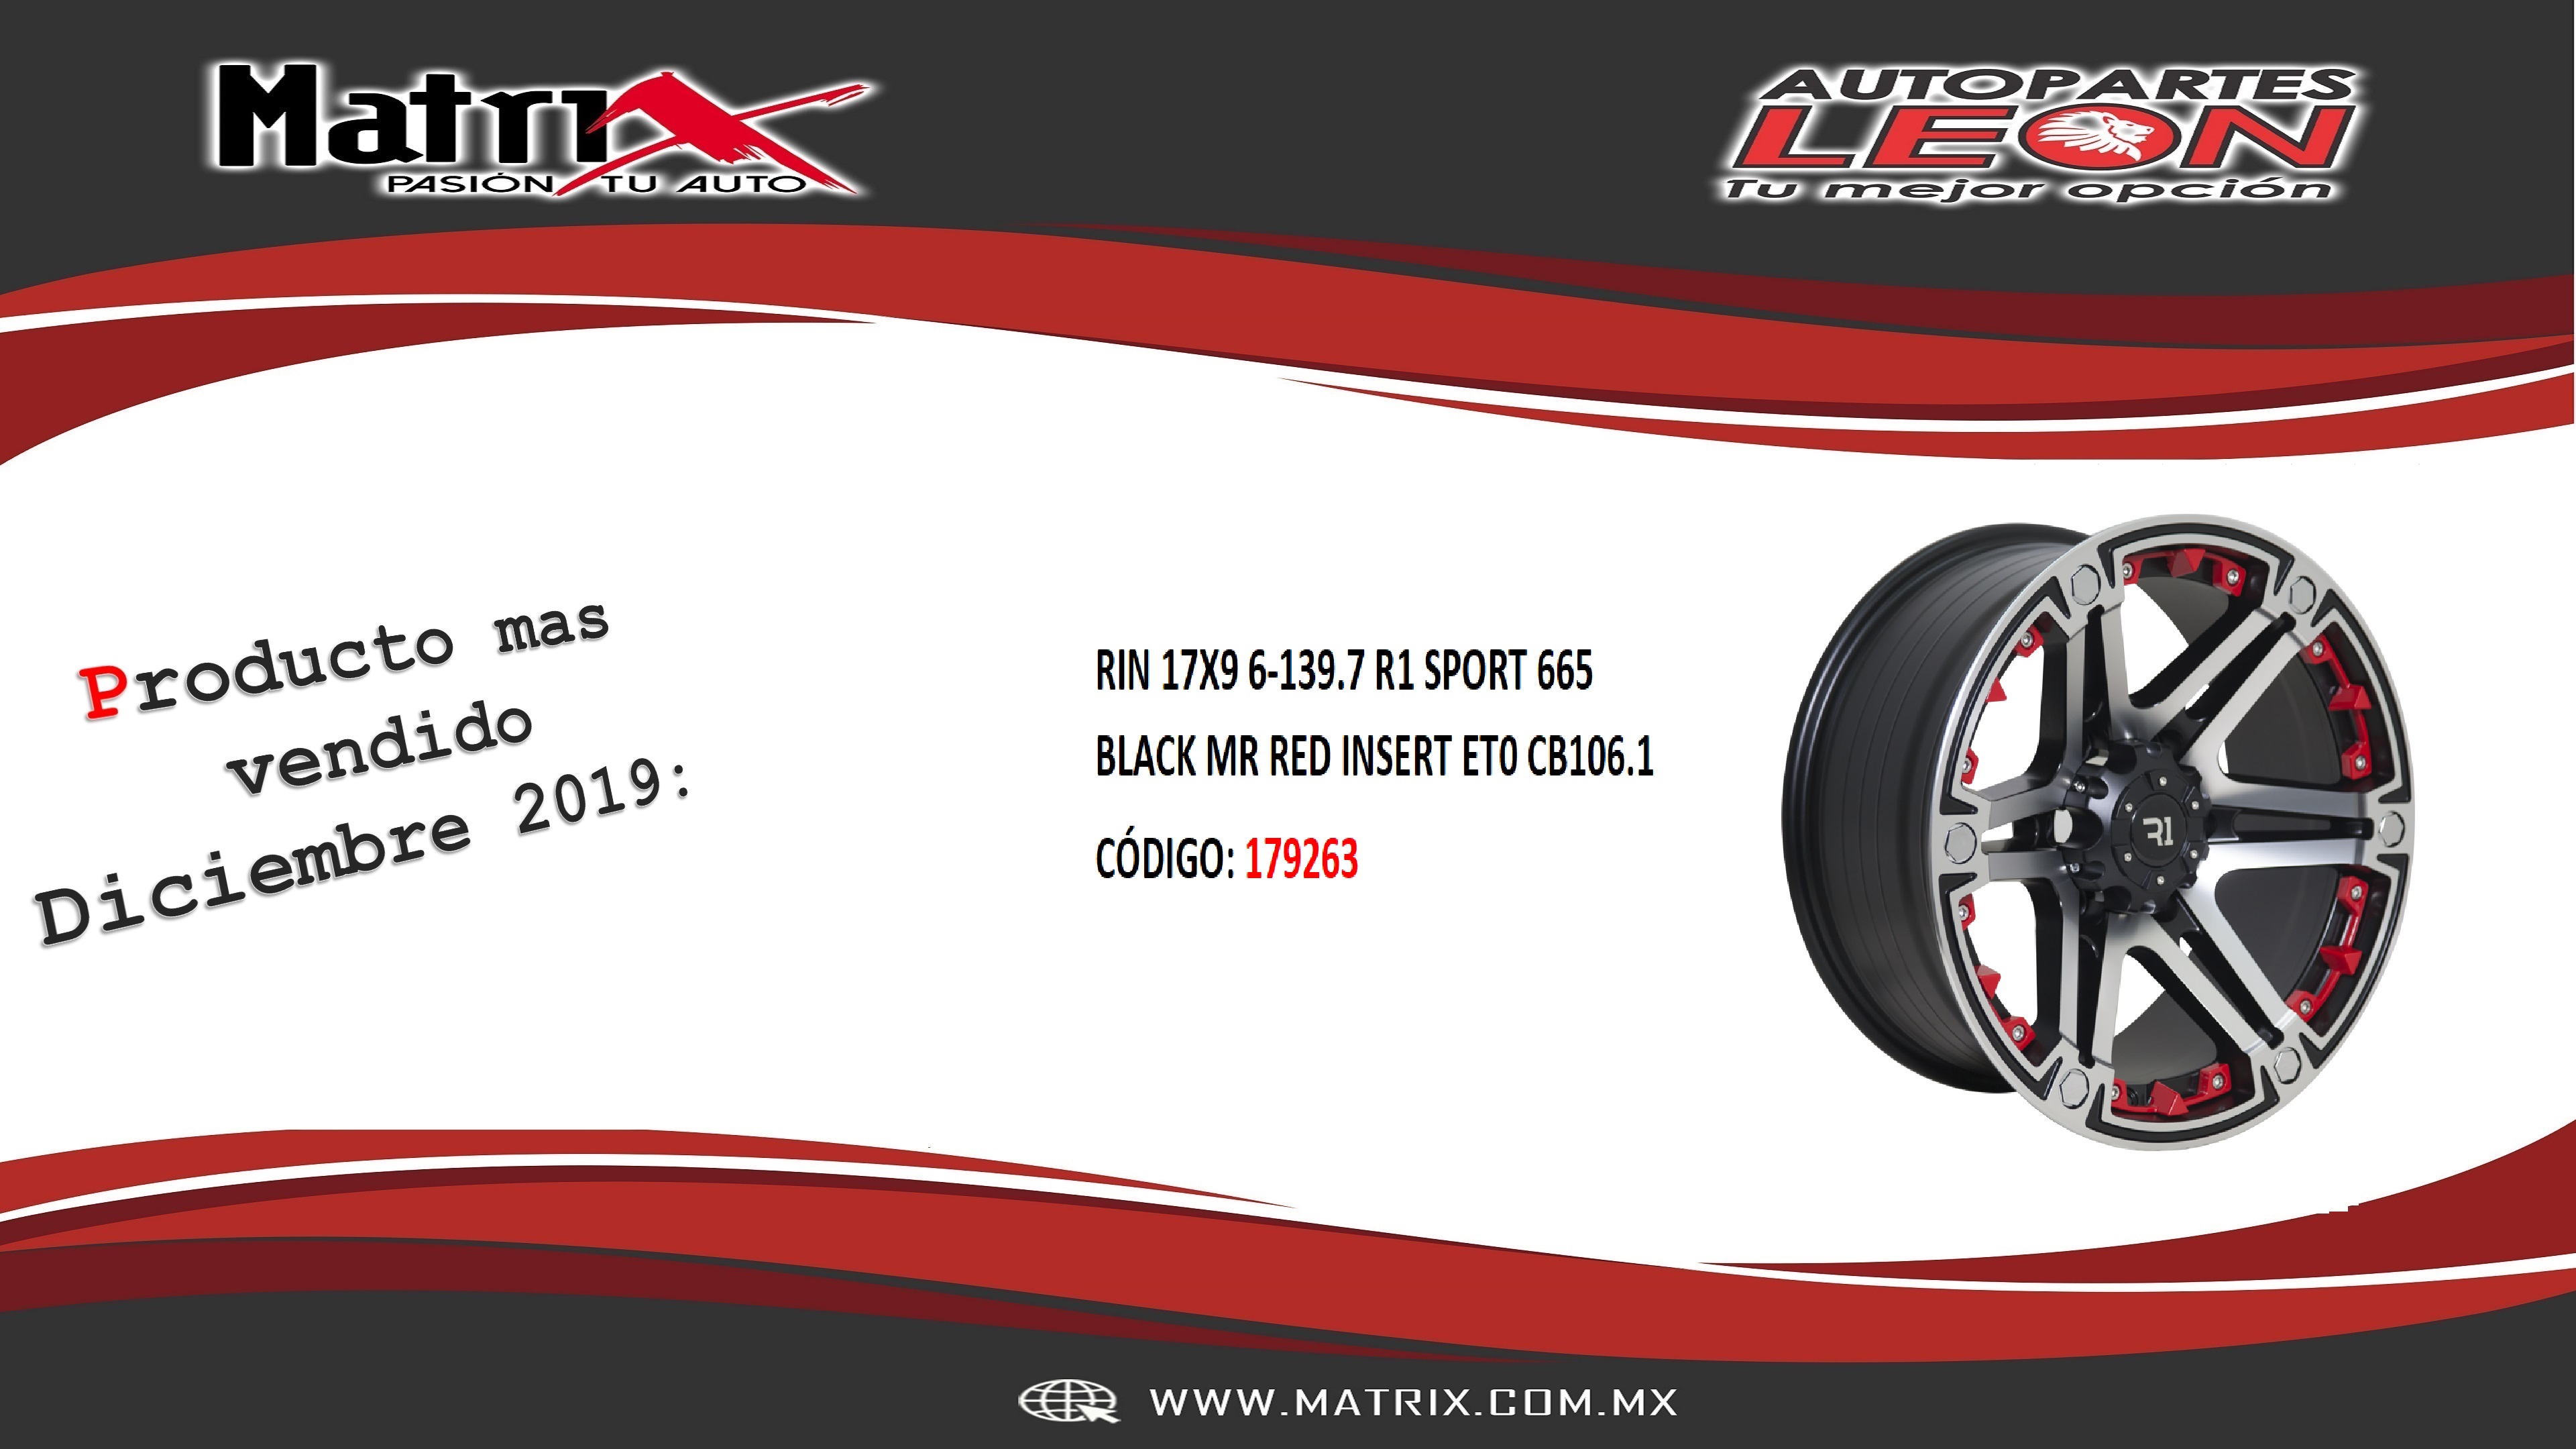 Matrix
PASIÓN TU AUTO
AUTOPARTES
LEON
Tu mejor opción
Producto mas
vendido
Diciembre 2019:
RIN 17X9 6-139.7 R1 SPORT 665
BLACK MR RED INSERT ET0 CB106.1
CÓDIGO: 179263
R1
WWW.MATRIX.COM.MX